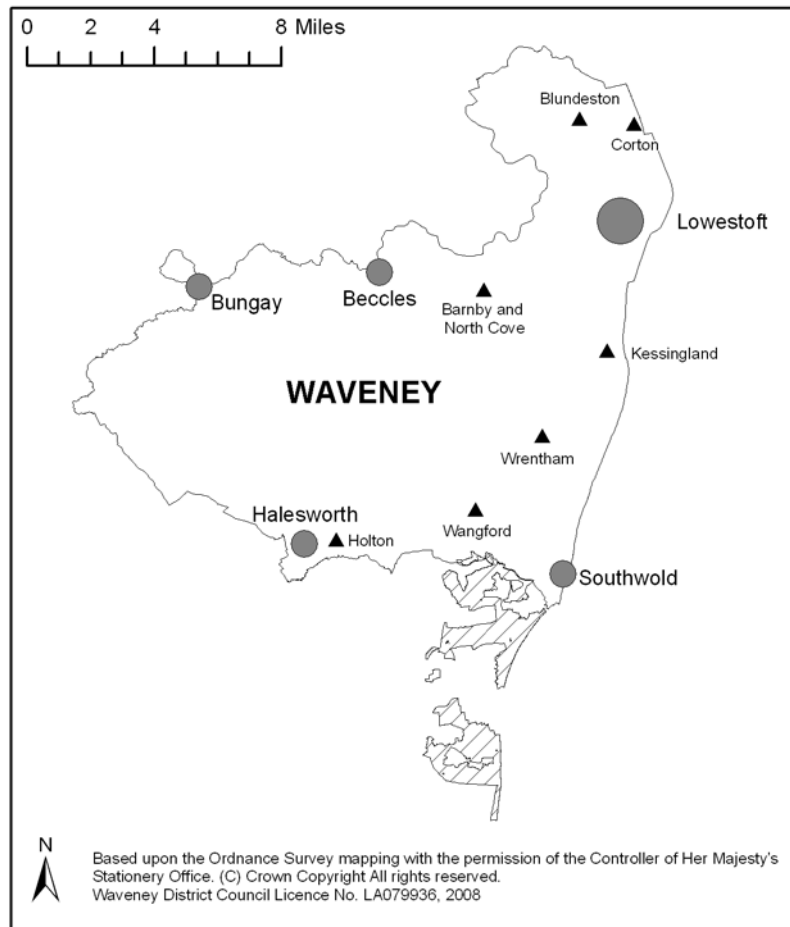 0 2 4 8 Miles
Blundeston
Corton
Lowestoft
Bungay
Beccles
Barnby and
North Cove
Kessingland
WAVENEY
Wrentham
Halesworth
Holton
Wangford
Southwold
N
Based upon the Ordnance Survey mapping with the permission of the Controller of Her Majesty's
Stationery Office. (C) Crown Copyright All rights reserved.
Waveney District Council Licence No. LA079936, 2008